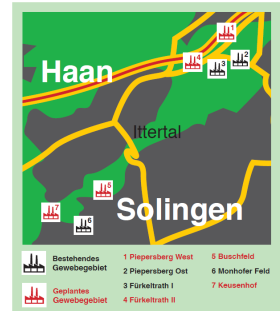 1
2
Haan
4
3
Ittertal
5
Solingen
7
6
Bestehendes
Gewebegebiet
Geplantes
Gewebegebiet
1 Piepersberg West
2 Piepersberg Ost
3 Fürkeltrath I
4 Fürkeltrath II
5 Buschfeld
6 Monhofer Feld
7 Keusenhof